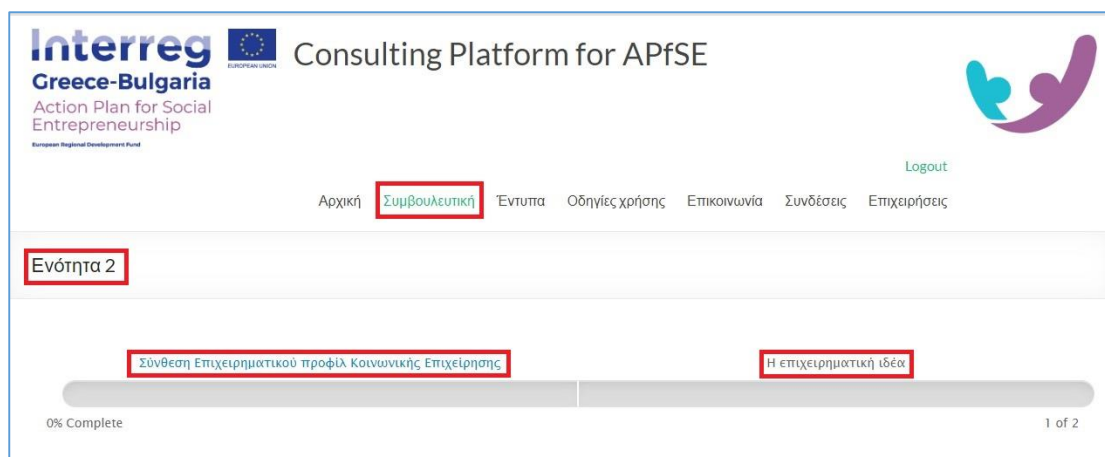 Interreg
EUROPEAN UNION
Greece-Bulgaria
Action Plan for Social
Entrepreneurship
European Regional Development Fund
Consulting Platform for APfSE
Logout
Αρχική Συμβουλευτική Έντυπα Οδηγίες χρήσης Επικοινωνία Συνδέσεις Επιχειρήσεις
Ενότητα 2
Σύνθεση Επιχειρηματικού προφίλ Κοινωνικής Επιχείρησης Η επιχειρηματική ιδέα
0% Complete 1 of 2